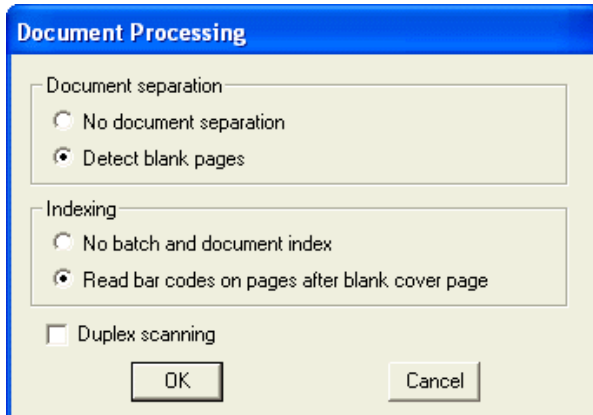 Document Processing
Document separation
No document separation
Detect blank pages
Indexing
No batch and document index
Read bar codes on pages after blank cover page
Duplex scanning
OK Cancel